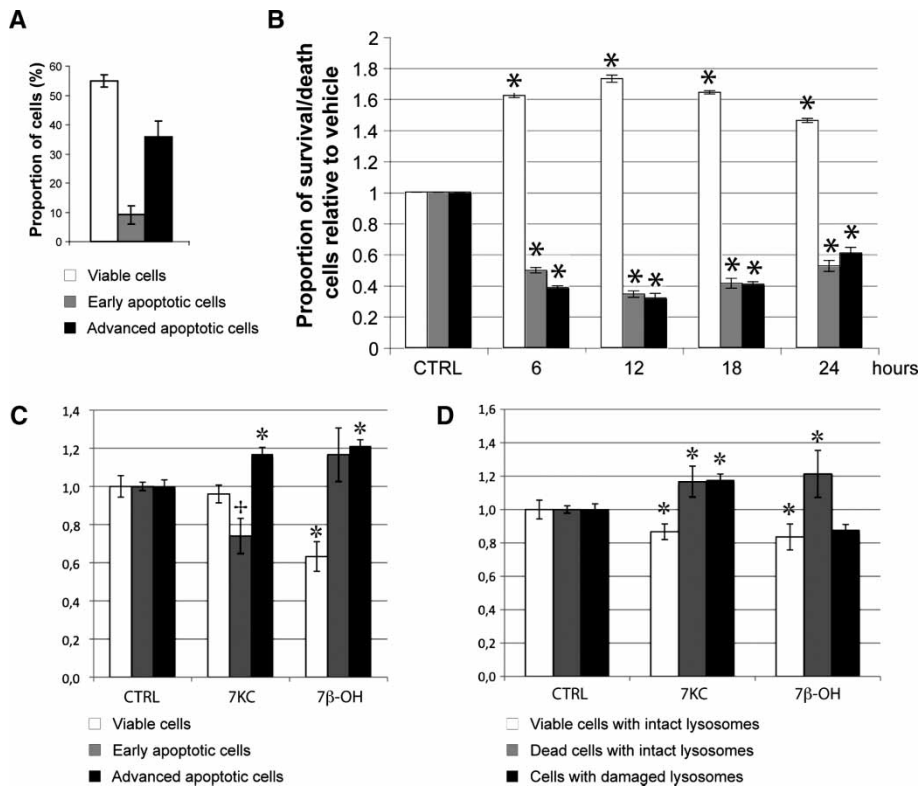 A
Proportion of cells (%)
60
50
40
30
20
10
0
Viable cells
Early apoptotic cells
Advanced apoptotic cells
B
Proportion of survival/death
cells relative to vehicle
2
1.8
1.6
1.4
1.2
1
0.8
0.6
0.4
0.2
0
* * * *
* * * * * * * *
CTRL 6 12 18 24 hours
C
1,4
1,2
1,0
0,8
0,6
0,4
0,2
0,0
‡ * * *
CTRL 7KC 7β-OH
Viable cells
Early apoptotic cells
Advanced apoptotic cells
D
1,6
1,4
1,2
1,0
0,8
0,6
0,4
0,2
0,0
* * * * *
CTRL 7KC 7β-OH
Viable cells with intact lysosomes
Dead cells with intact lysosomes
Cells with damaged lysosomes